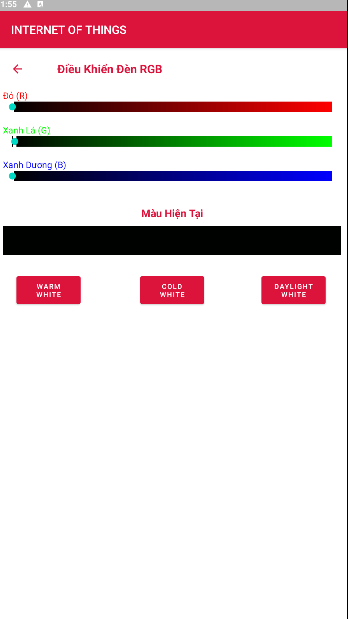 1:55
INTERNET OF THINGS
Điều Khiển Đèn RGB
Đỏ (R)
Xanh Lá (G)
Xanh Dương (B)
Màu Hiện Tại
WARM
WHITE
COLD
WHITE
DAYLIGHT
WHITE